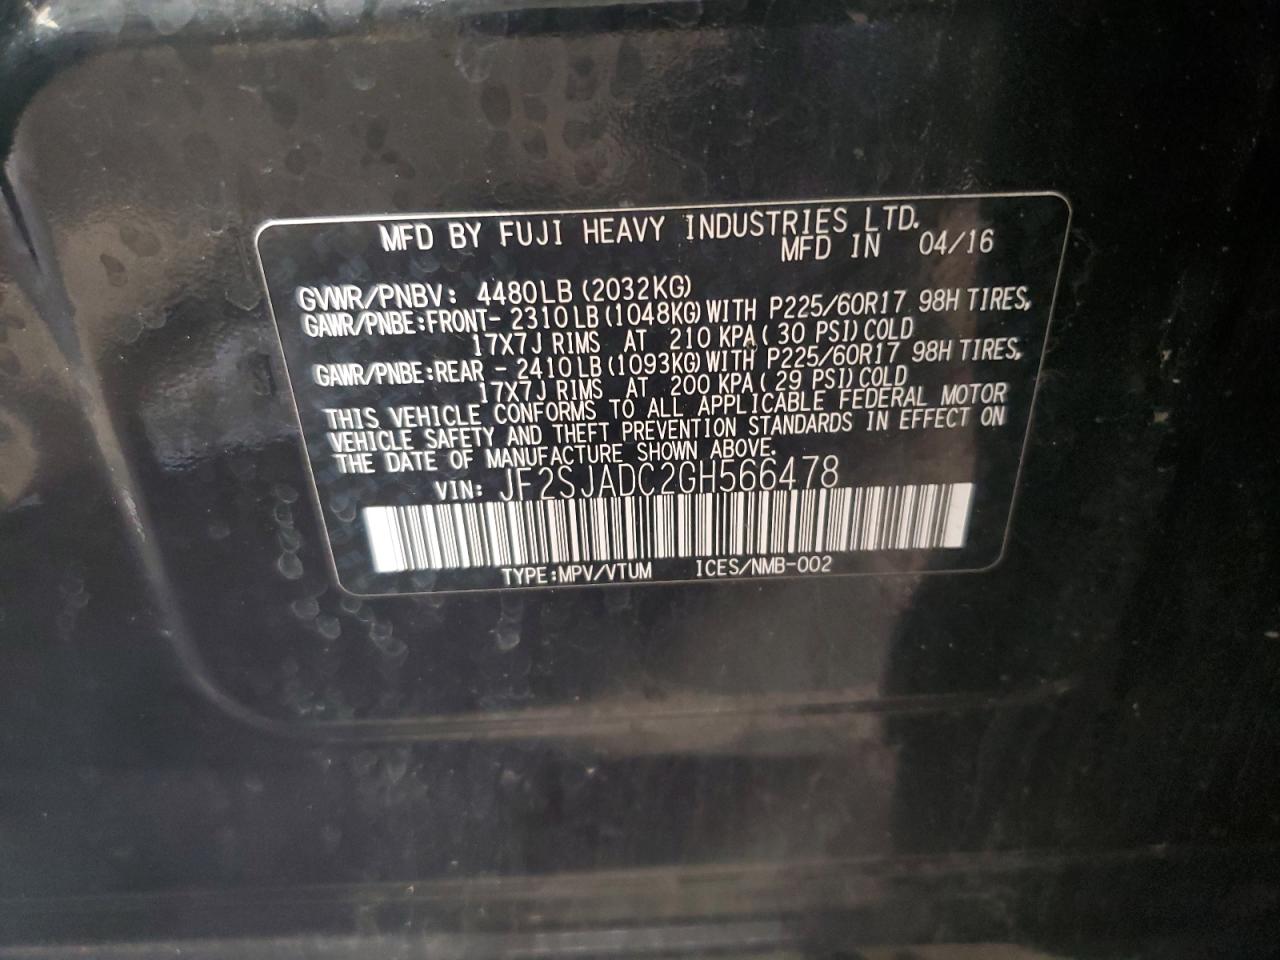 MFD BY FUJI HEAVY INDUSTRIES LTD.
MFD IN 04/16
GVWR/PNBV: 4480LB (2032KG)
GAWR/PNBE:FRONT- 2310LB (1048KG) WITH P225/60R17 98H TIRES,
17X7J RIMS AT 210 KPA (30 PSI) COLD
GAWR/PNBE:REAR - 2410LB (1093KG) WITH P225/60R17 98H TIRES,
17X7J RIMS AT 200 KPA (29 PSI) COLD
THIS VEHICLE CONFORMS TO ALL APPLICABLE FEDERAL MOTOR
VEHICLE SAFETY AND THEFT PREVENTION STANDARDS IN EFFECT ON
THE DATE OF MANUFACTURE SHOWN ABOVE.
VIN: JF2SJADC2GH566478
TYPE:MPV/VTUM ICES/NMB-002